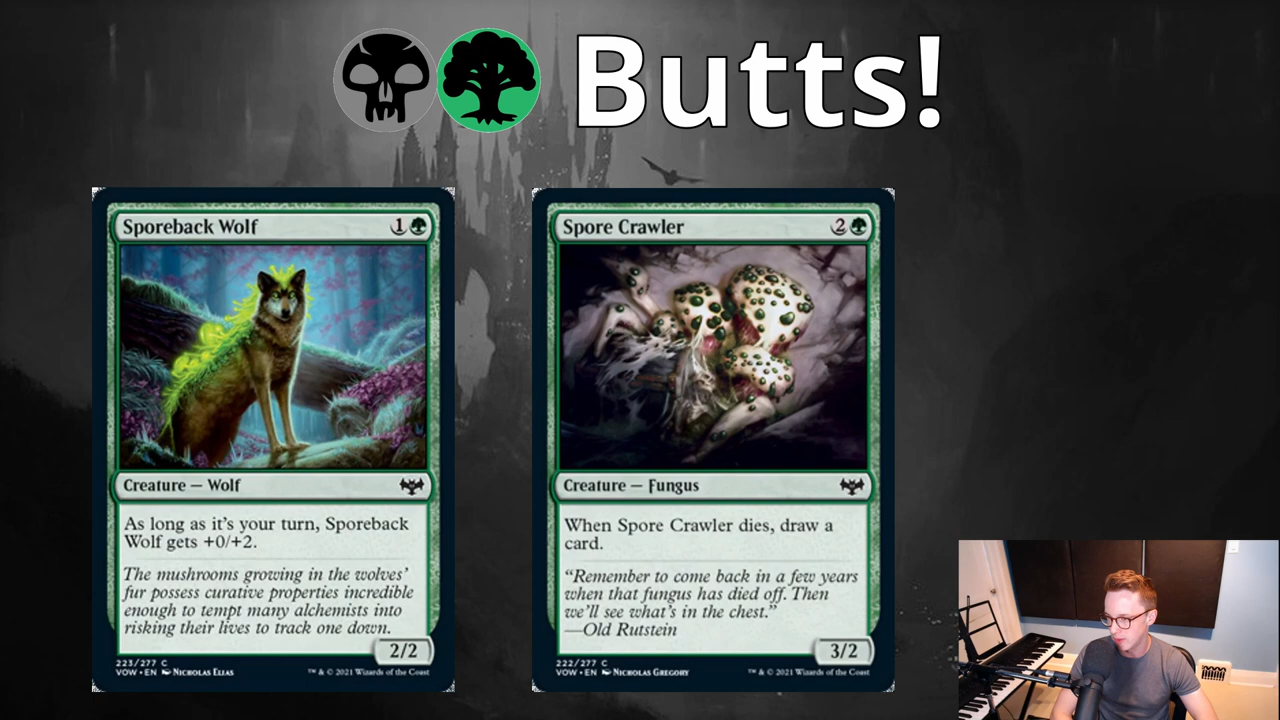 Butts!
Sporeback Wolf 1
Creature — Wolf
As long as it's your turn, Sporeback
Wolf gets +0/+2.
The mushrooms growing in the wolves'
fur possess curative properties incredible
enough to tempt many alchemists into
risking their lives to track one down.
2/2
223/277 C
VOW • EN Nicholas Elias ™ & © 2021 Wizards of the Coast
Spore Crawler 2
Creature — Fungus
When Spore Crawler dies, draw a
card.
“Remember to come back in a few years
when that fungus has died off. Then
we'll see what's in the chest.”
—Old Rutstein
3/2
222/277 C
VOW • EN Nicholas Gregory ™ & © 2021 Wizards of the Coast